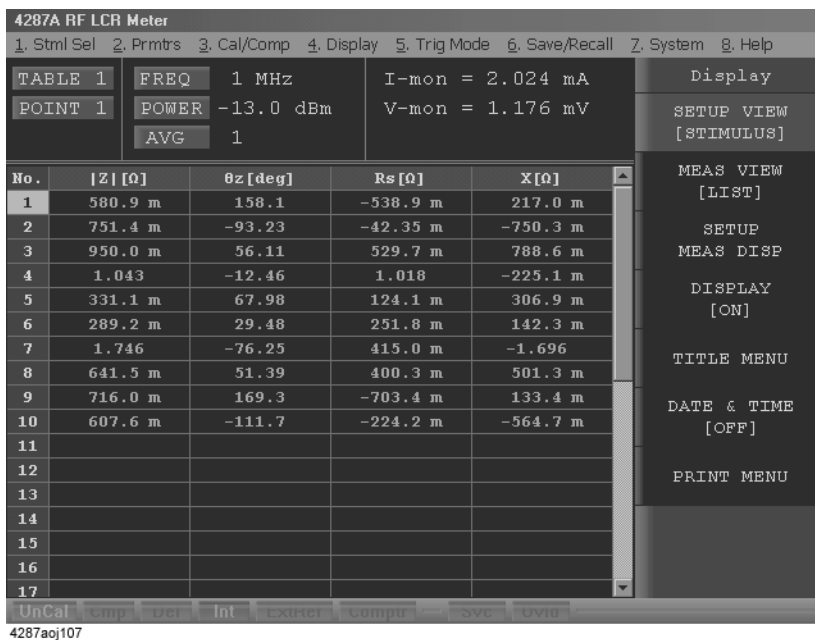 4287A RF LCR Meter
1. Stml Sel 2. Prmtrs 3. Cal/Comp 4. Display 5. Trig Mode 6. Save/Recall 7. System 8. Help
TABLE 1 FREQ 1 MHz I-mon = 2.024 mA
POINT 1 POWER -13.0 dBm V-mon = 1.176 mV
AVG 1
No. |Z|[Ω] θz[deg] Rs[Ω] X[Ω]
1 580.9 m 158.1 -538.9 m 217.0 m
2 751.4 m -93.23 -42.35 m -750.3 m
3 950.0 m 56.11 529.7 m 788.6 m
4 1.043 -12.46 1.018 -225.1 m
5 331.1 m 67.98 124.1 m 306.9 m
6 289.2 m 29.48 251.8 m 142.3 m
7 1.746 -76.25 415.0 m -1.696
8 641.5 m 51.39 400.3 m 501.3 m
9 716.0 m 169.3 -703.4 m 133.4 m
10 607.6 m -111.7 -224.2 m -564.7 m
11
12
13
14
15
16
17
Display
SETUP VIEW
[STIMULUS]
MEAS VIEW
[LIST]
SETUP
MEAS DISP
DISPLAY
[ON]
TITLE MENU
DATE & TIME
[OFF]
PRINT MENU
UnCal Cmp Del Int ExtRef Comptr Svc Ovld
4287aoj107